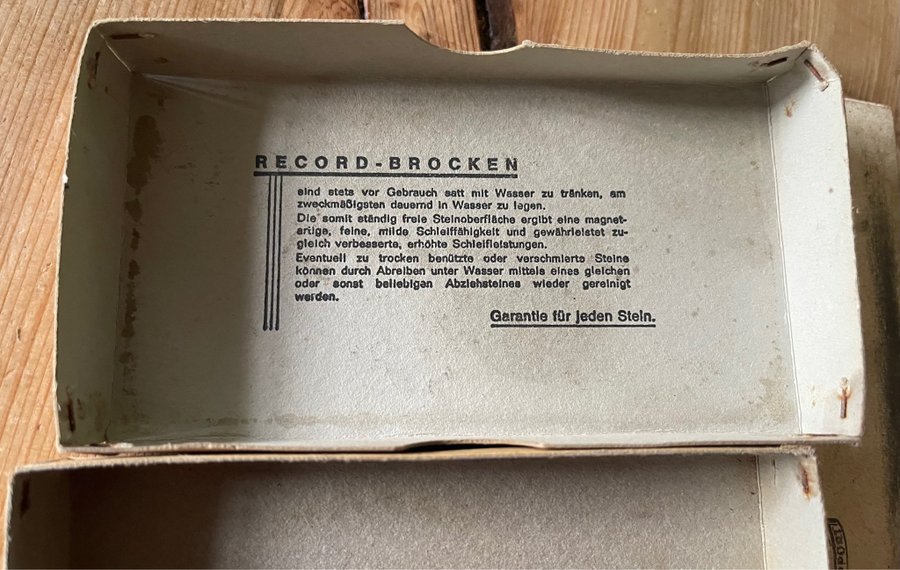 RECORD-BROCKEN
sind stets vor Gebrauch satt mit Wasser zu tränken, am
zweckmäßigsten dauernd in Wasser zu legen.
Die somit ständig freie Steinoberfläche ergibt eine magnet-
artige, feine, milde Schleiffähigkeit und gewährleistet zu-
gleich verbesserte, erhöhte Schleifleistungen.
Eventuell zu trocken benützte oder verschmierte Steine
können durch Abreiben unter Wasser mittels eines gleichen
oder sonst beliebigen Abziehsteines wieder gereinigt
werden.
Garantie für jeden Stein.